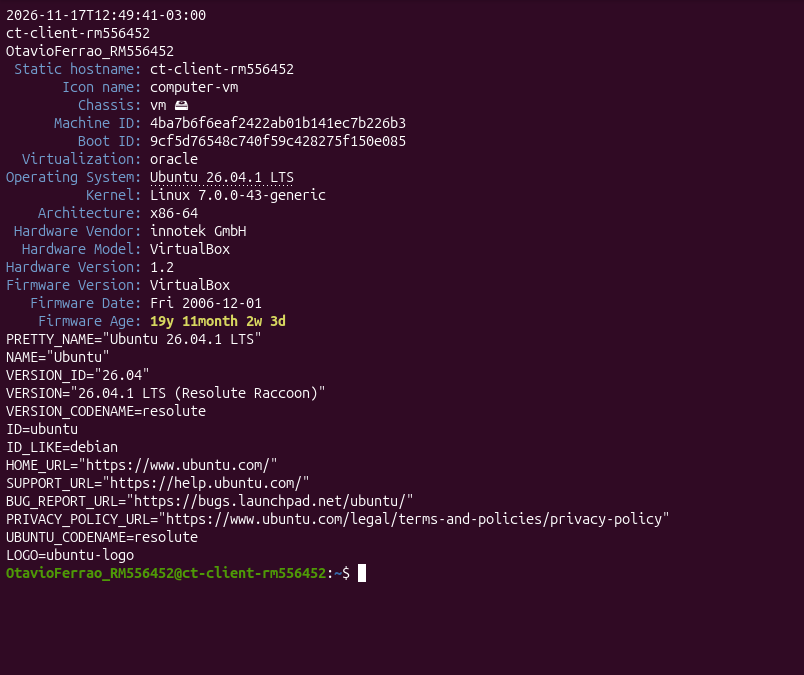 2026-11-17T12:49:41-03:00
ct-client-rm556452
OtavioFerrao_RM556452
Static hostname: ct-client-rm556452
Icon name: computer-vm
Chassis: vm 🖴
Machine ID: 4ba7b6f6eaf2422ab01b141ec7b226b3
Boot ID: 9cf5d76548c740f59c428275f150e085
Virtualization: oracle
Operating System: Ubuntu 26.04.1 LTS
Kernel: Linux 7.0.0-43-generic
Architecture: x86-64
Hardware Vendor: innotek GmbH
Hardware Model: VirtualBox
Hardware Version: 1.2
Firmware Version: VirtualBox
Firmware Date: Fri 2006-12-01
Firmware Age: 19y 11month 2w 3d
PRETTY_NAME="Ubuntu 26.04.1 LTS"
NAME="Ubuntu"
VERSION_ID="26.04"
VERSION="26.04.1 LTS (Resolute Raccoon)"
VERSION_CODENAME=resolute
ID=ubuntu
ID_LIKE=debian
HOME_URL="https://www.ubuntu.com/"
SUPPORT_URL="https://help.ubuntu.com/"
BUG_REPORT_URL="https://bugs.launchpad.net/ubuntu/"
PRIVACY_POLICY_URL="https://www.ubuntu.com/legal/terms-and-policies/privacy-policy"
UBUNTU_CODENAME=resolute
LOGO=ubuntu-logo
OtavioFerrao_RM556452@ct-client-rm556452:~$